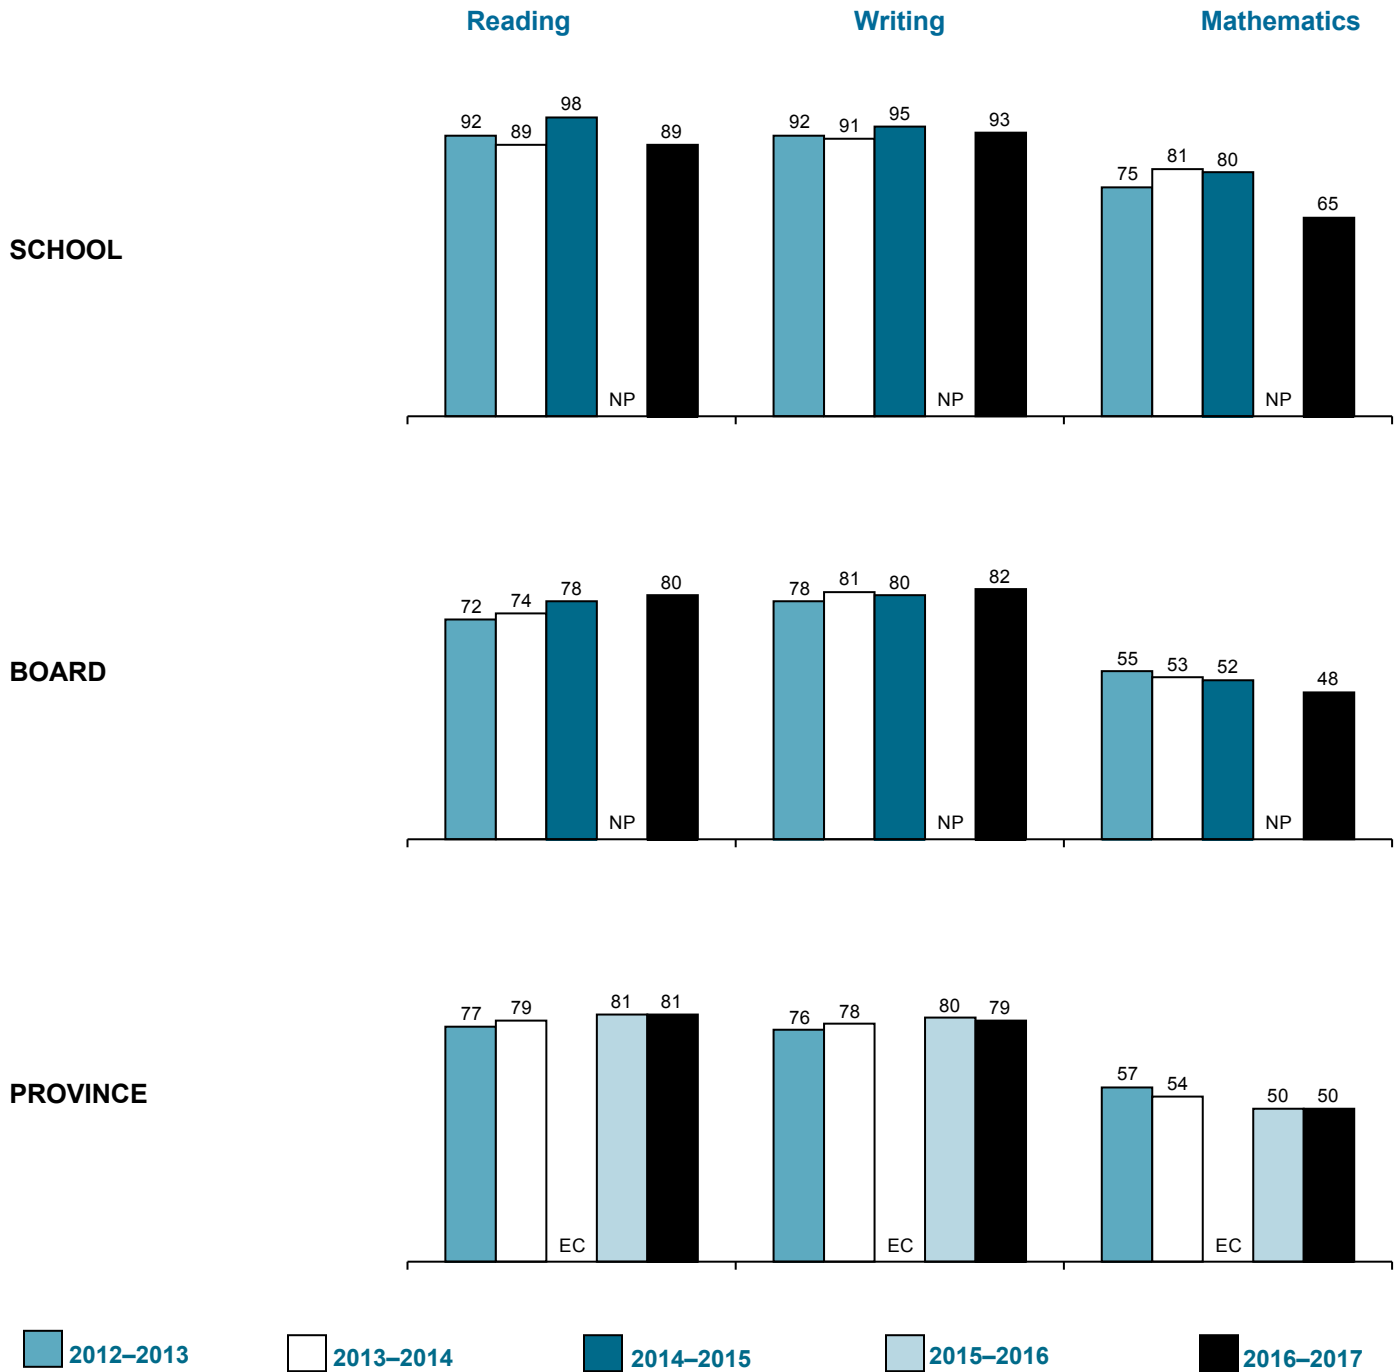 Reading Writing Mathematics
SCHOOL
92 89 98 NP 89
92 91 95 NP 93
75 81 80 NP 65
BOARD
72 74 78 NP 80
78 81 80 NP 82
55 53 52 NP 48
PROVINCE
77 79 EC 81 81
76 78 EC 80 79
57 54 EC 50 50
2012–2013 2013–2014 2014–2015 2015–2016 2016–2017